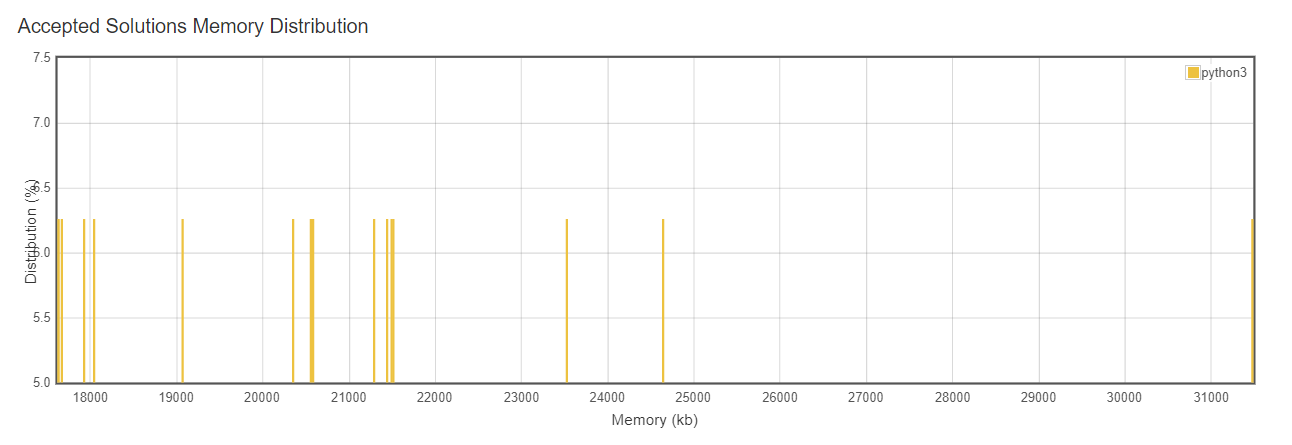 Accepted Solutions Memory Distribution
7.5
python3
7.0
6.5
Distribution (%)
6.0
5.5
5.0
18000 19000 20000 21000 22000 23000 24000 25000 26000 27000 28000 29000 30000 31000
Memory (kb)